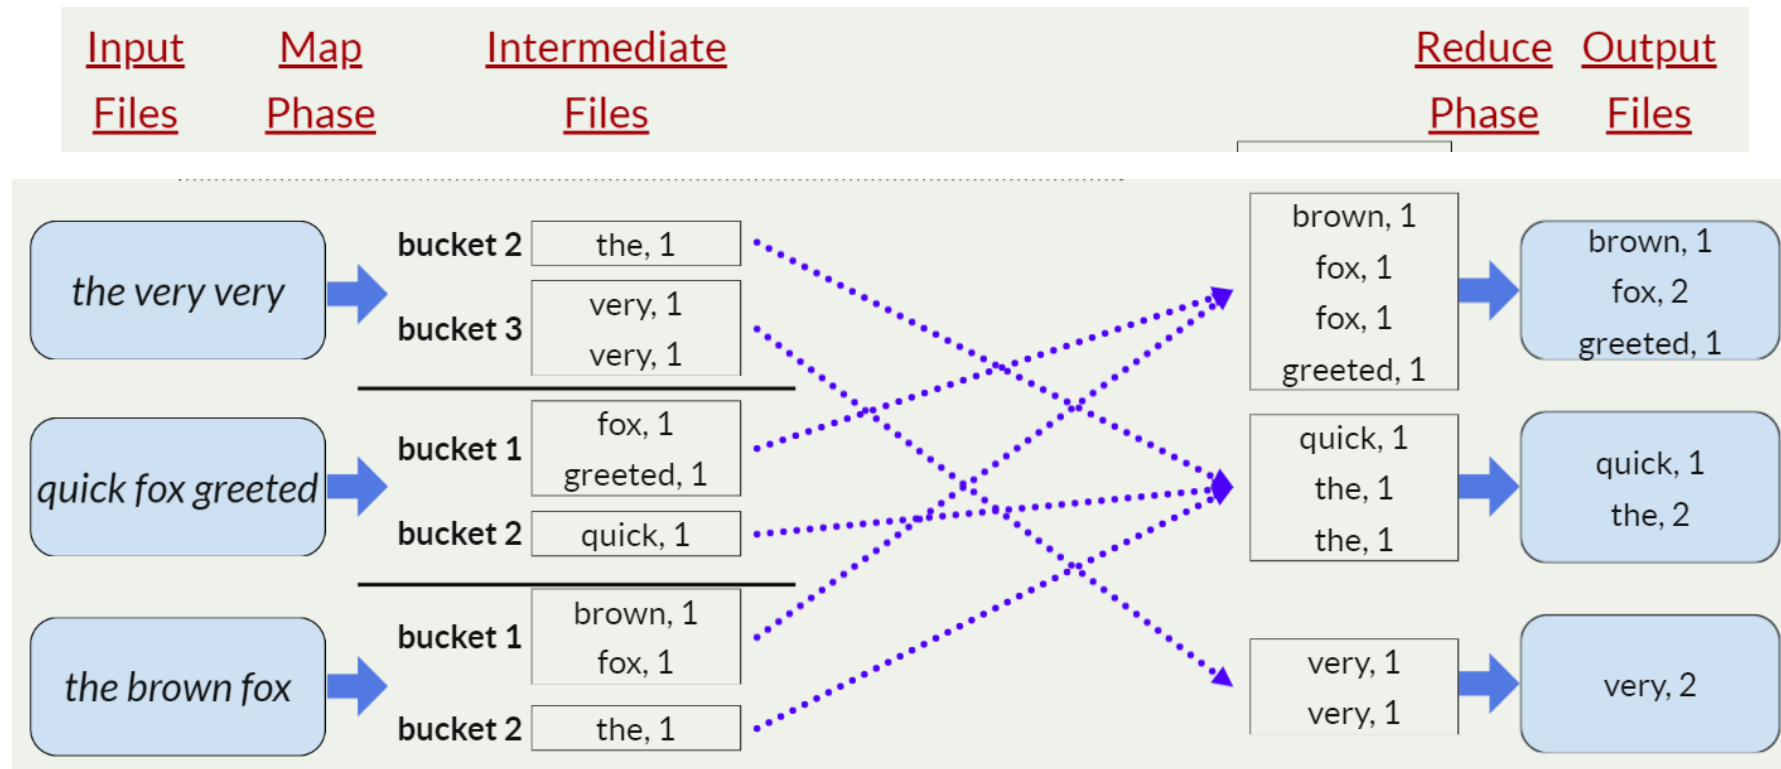 Input Files
Map Phase
Intermediate Files
Reduce Phase
Output Files
the very very
bucket 2
the, 1
bucket 3
very, 1
very, 1
quick fox greeted
bucket 1
fox, 1
greeted, 1
bucket 2
quick, 1
the brown fox
bucket 1
brown, 1
fox, 1
bucket 2
the, 1
brown, 1
fox, 1
fox, 1
greeted, 1
brown, 1
fox, 2
greeted, 1
quick, 1
the, 1
the, 1
quick, 1
the, 2
very, 1
very, 1
very, 2